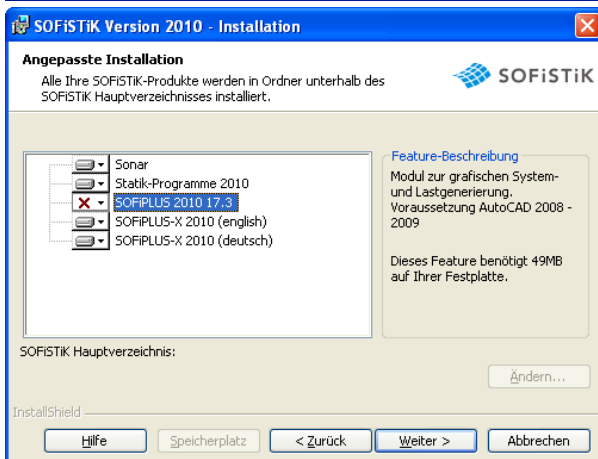 SOFiSTiK Version 2010 - Installation
Angepasste Installation
Alle Ihre SOFiSTiK-Produkte werden in Ordner unterhalb des
SOFiSTiK Hauptverzeichnisses installiert.
SOFiSTiK
Sonar
Statik-Programme 2010
SOFiPLUS 2010 17.3
SOFiPLUS-X 2010 (english)
SOFiPLUS-X 2010 (deutsch)
Feature-Beschreibung
Modul zur grafischen System-
und Lastgenerierung.
Voraussetzung AutoCAD 2008 -
2009
Dieses Feature benötigt 49MB
auf Ihrer Festplatte.
SOFiSTiK Hauptverzeichnis:
Ändern...
InstallShield
Hilfe
Speicherplatz
< Zurück
Weiter >
Abbrechen